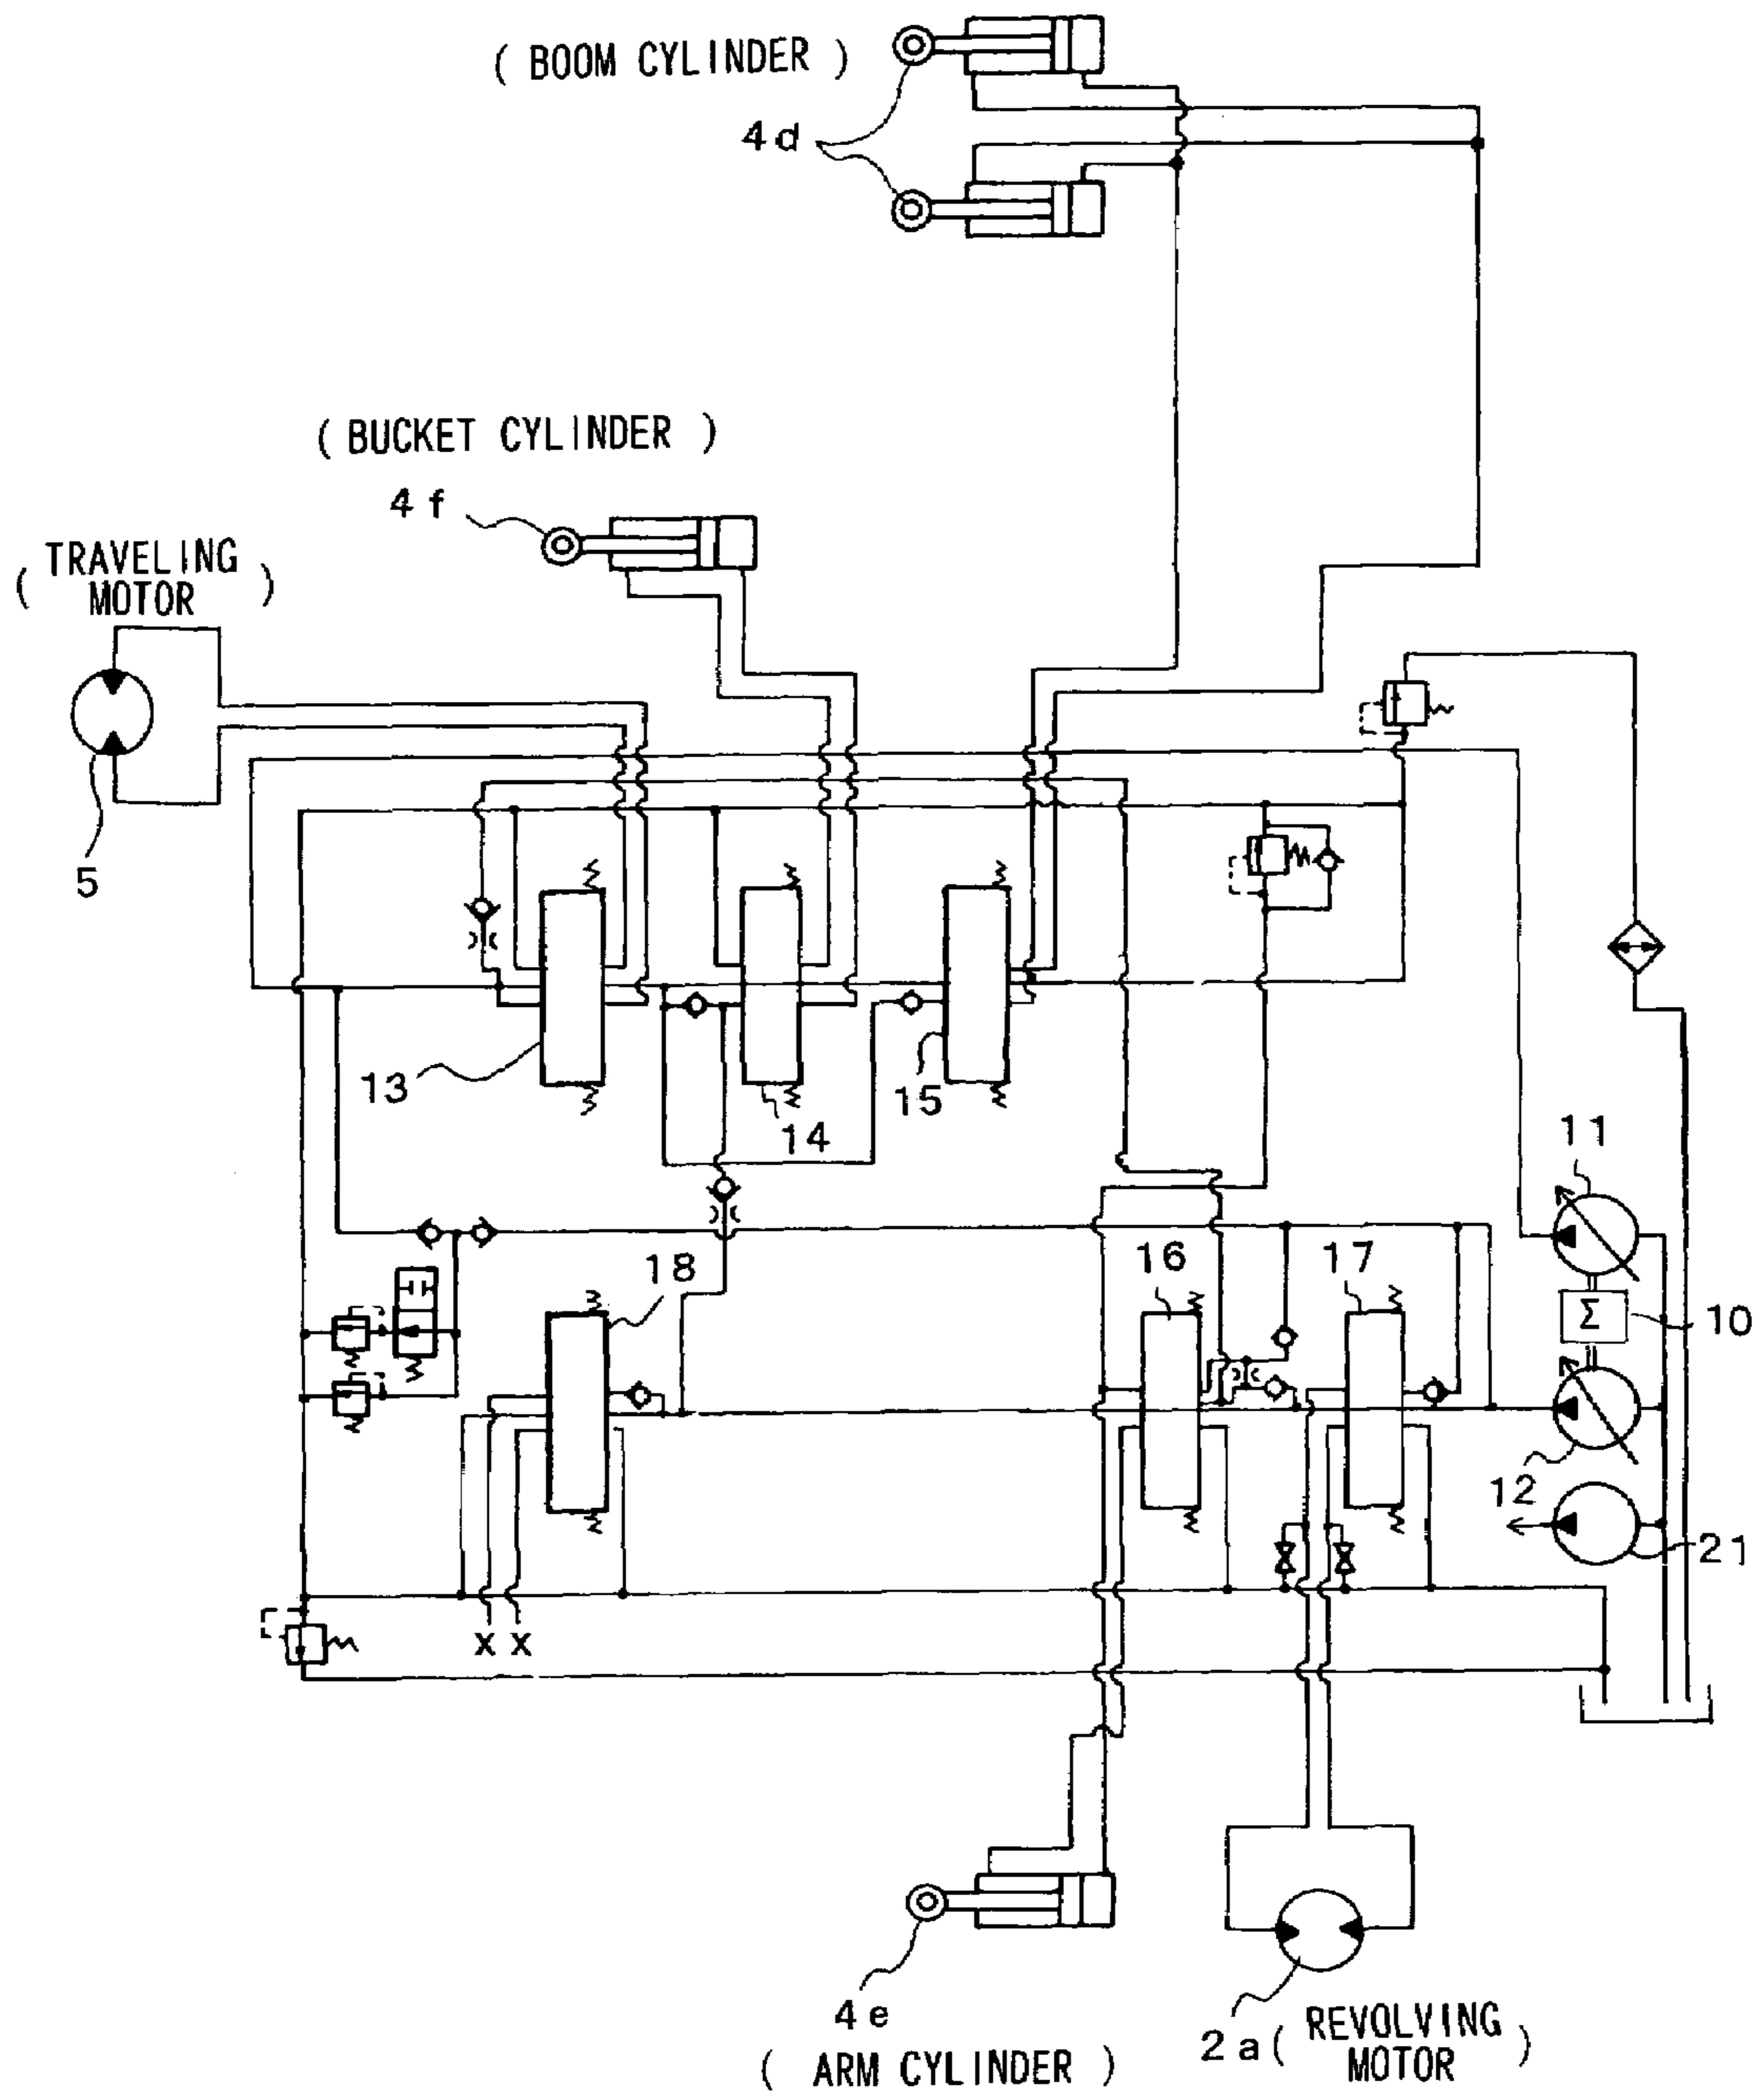 ( BOOM CYLINDER )
4d
( BUCKET CYLINDER )
4f
( TRAVELING
MOTOR )
5
13
14
15
11
16
17
18
Σ
10
12
21
X X
4e
( ARM CYLINDER )
2a ( REVOLVING
MOTOR )